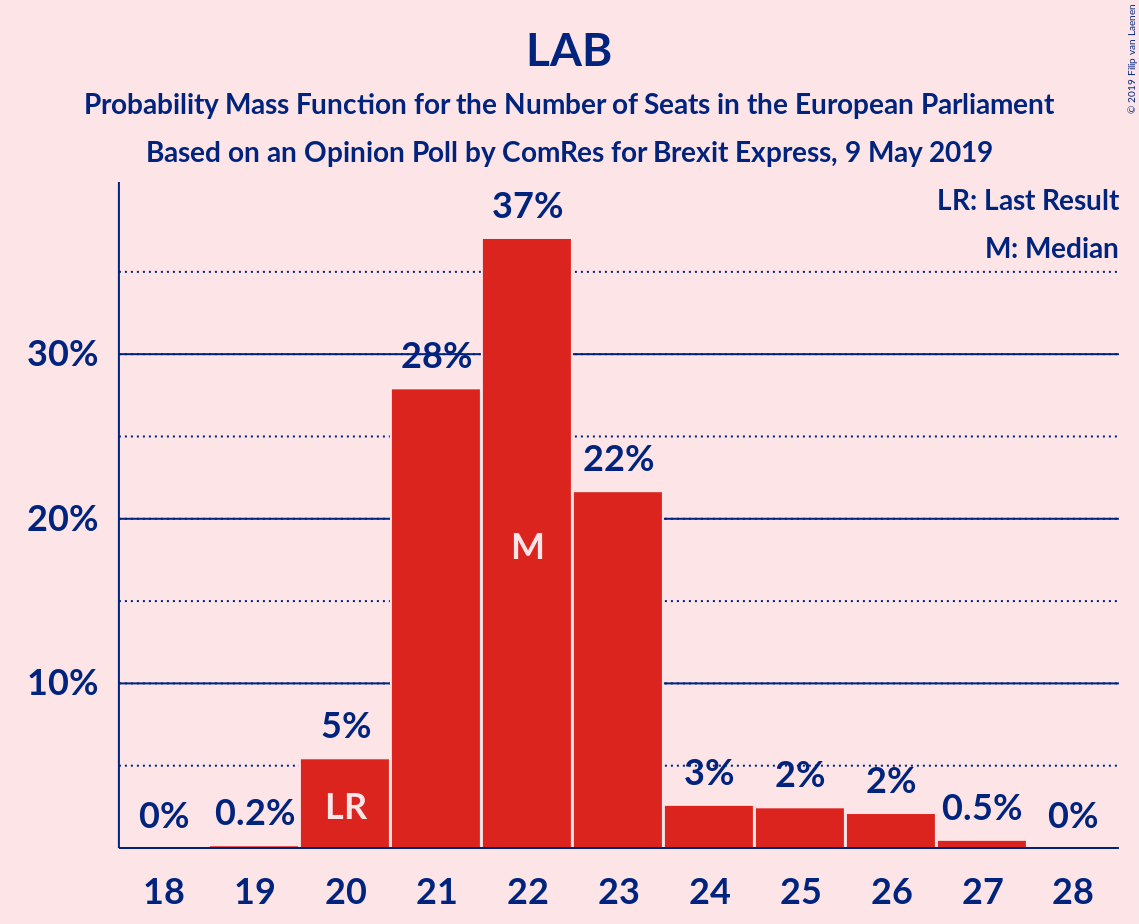 LAB
Probability Mass Function for the Number of Seats in the European Parliament
Based on an Opinion Poll by ComRes for Brexit Express, 9 May 2019
© 2019 Filip van Laenen
LR: Last Result
M: Median
30%
20%
10%
0%
0.2%
5%
28%
37%
22%
3%
2%
2%
0.5%
0%
LR
M
18 19 20 21 22 23 24 25 26 27 28